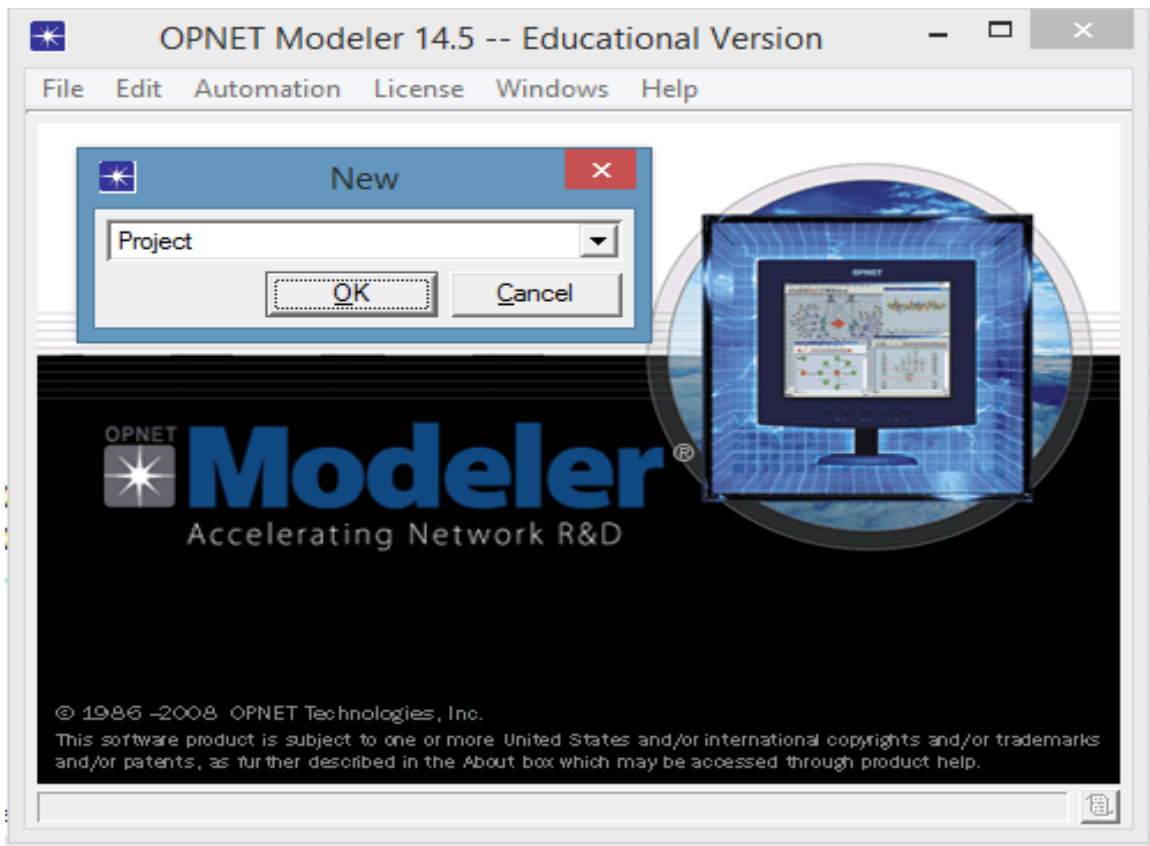 OPNET Modeler 14.5 -- Educational Version
File Edit Automation License Windows Help
New
Project
OK Cancel
OPNET
OPNET
Modeler®
Accelerating Network R&D
© 1986 –2008 OPNET Technologies, Inc.
This software product is subject to one or more United States and/or international copyrights and/or trademarks
and/or patents, as further described in the About box which may be accessed through product help.